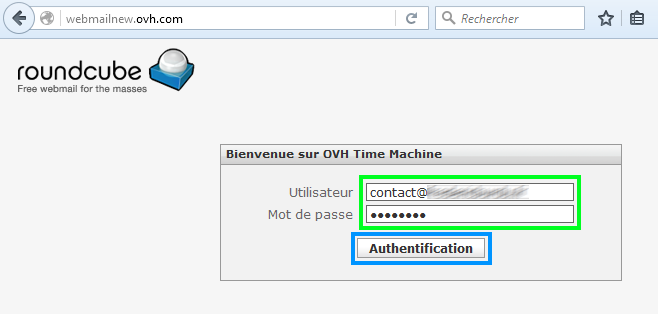 webmailnew.ovh.com
Rechercher
roundcube
Free webmail for the masses
Bienvenue sur OVH Time Machine
Utilisateur contact@
Mot de passe ••••••••
Authentification